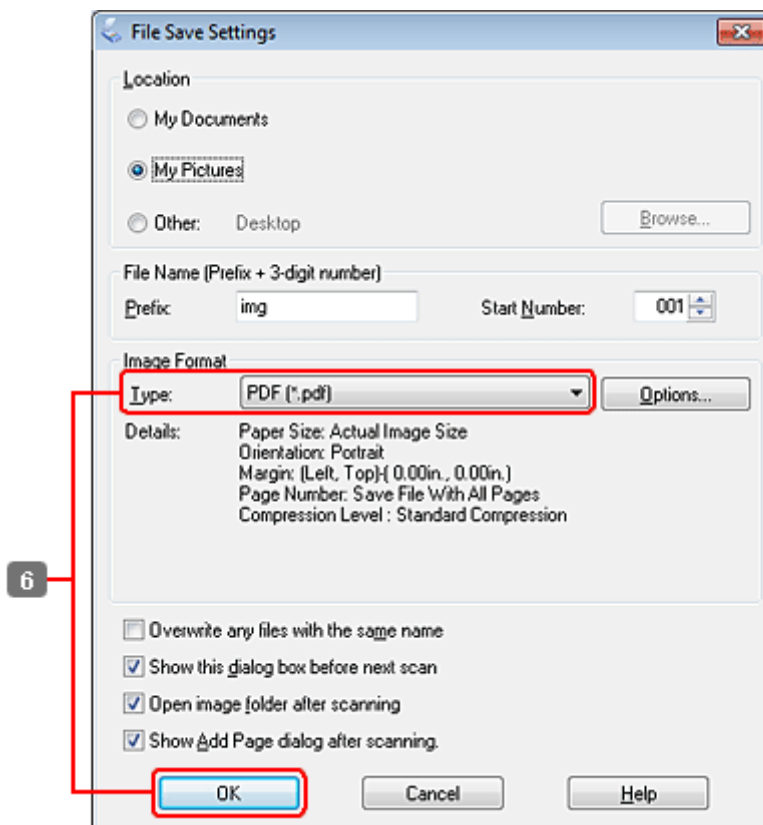 File Save Settings
Location
My Documents
My Pictures
Other: Desktop Browse...
File Name (Prefix + 3-digit number)
Prefix: img Start Number: 001
Image Format
Type: PDF (*.pdf) Options...
Details: Paper Size: Actual Image Size
Orientation: Portrait
Margin: (Left, Top)-( 0.00in., 0.00in.)
Page Number: Save File With All Pages
Compression Level : Standard Compression
6
Overwrite any files with the same name
Show this dialog box before next scan
Open image folder after scanning
Show Add Page dialog after scanning.
OK Cancel Help